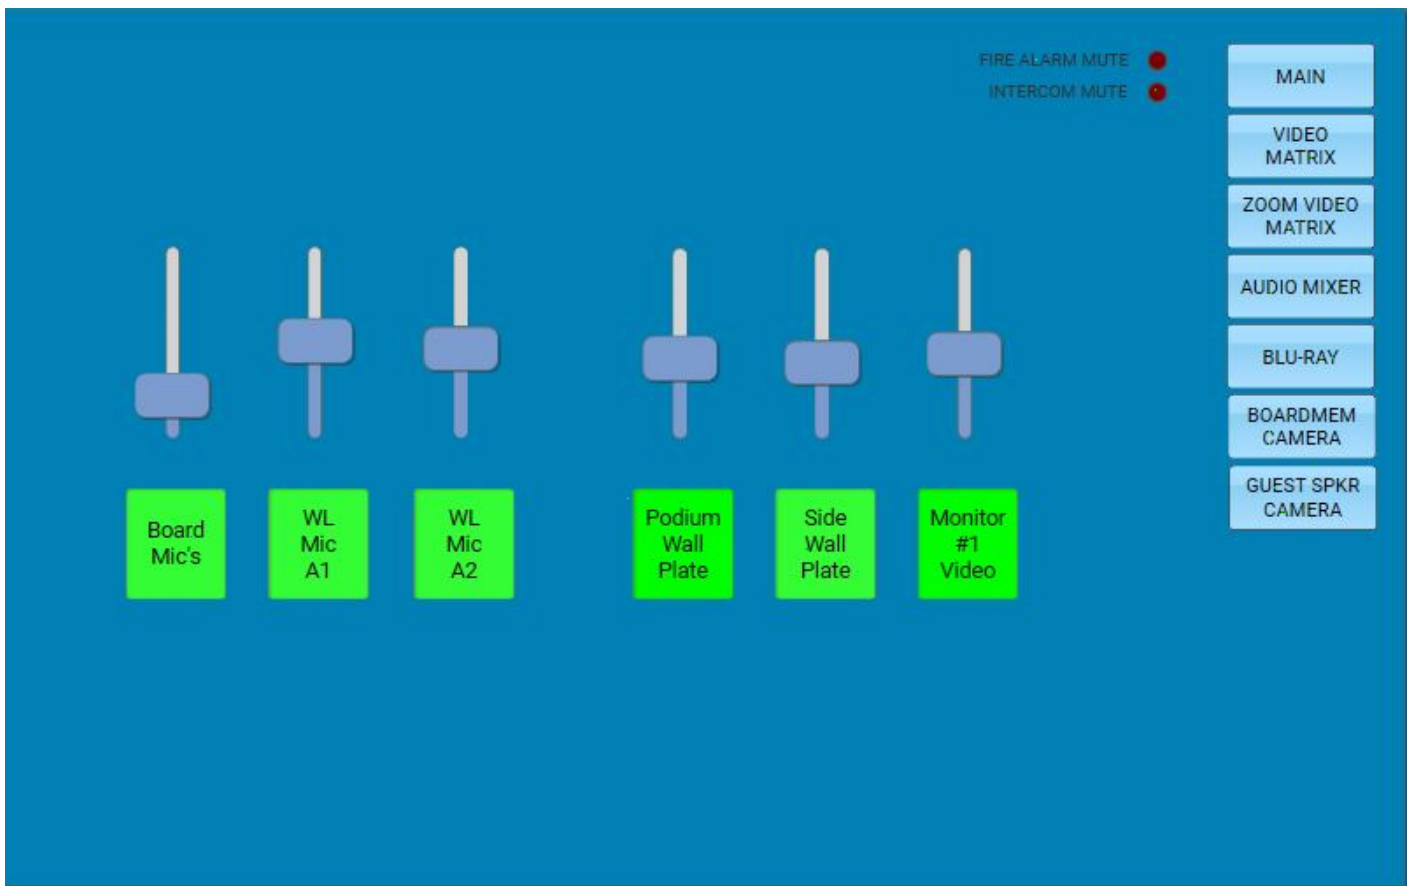 FIRE ALARM MUTE
INTERCOM MUTE
MAIN
VIDEO
MATRIX
ZOOM VIDEO
MATRIX
AUDIO MIXER
BLU-RAY
BOARDMEM
CAMERA
GUEST SPKR
CAMERA
Board
Mic's
WL
Mic
A1
WL
Mic
A2
Podium
Wall
Plate
Side
Wall
Plate
Monitor
#1
Video